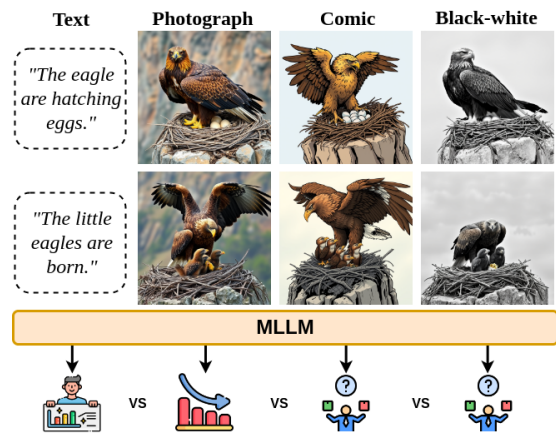 Text
Photograph
Comic
Black-white
"The eagle
are hatching
eggs."
"The little
eagles are
born."
MLLM
VS
VS
VS
?
?